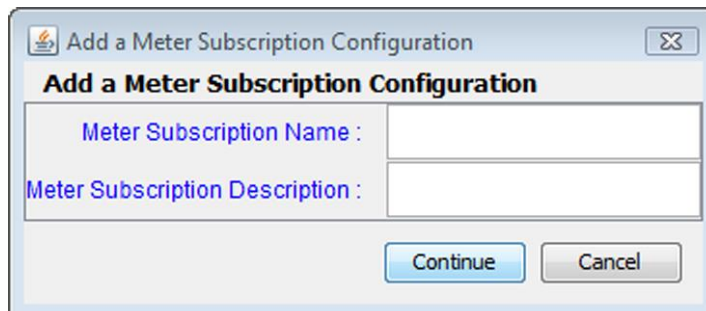 Add a Meter Subscription Configuration
Add a Meter Subscription Configuration
Meter Subscription Name :
Meter Subscription Description :
Continue Cancel